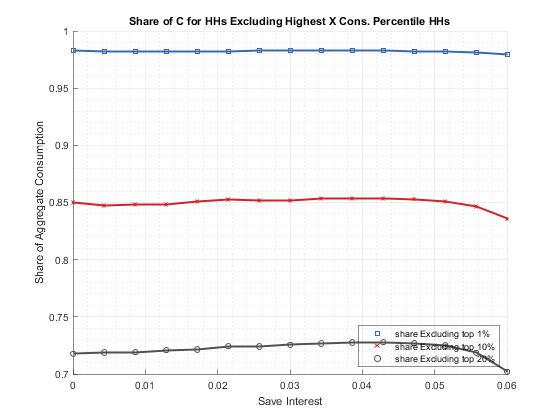 Share of C for HHs Excluding Highest X Cons. Percentile HHs
1
0.95
0.9
0.85
0.8
0.75
0.7
Share of Aggregate Consumption
share Excluding top 1%
share Excluding top 10%
share Excluding top 20%
0 0.01 0.02 0.03 0.04 0.05 0.06
Save Interest